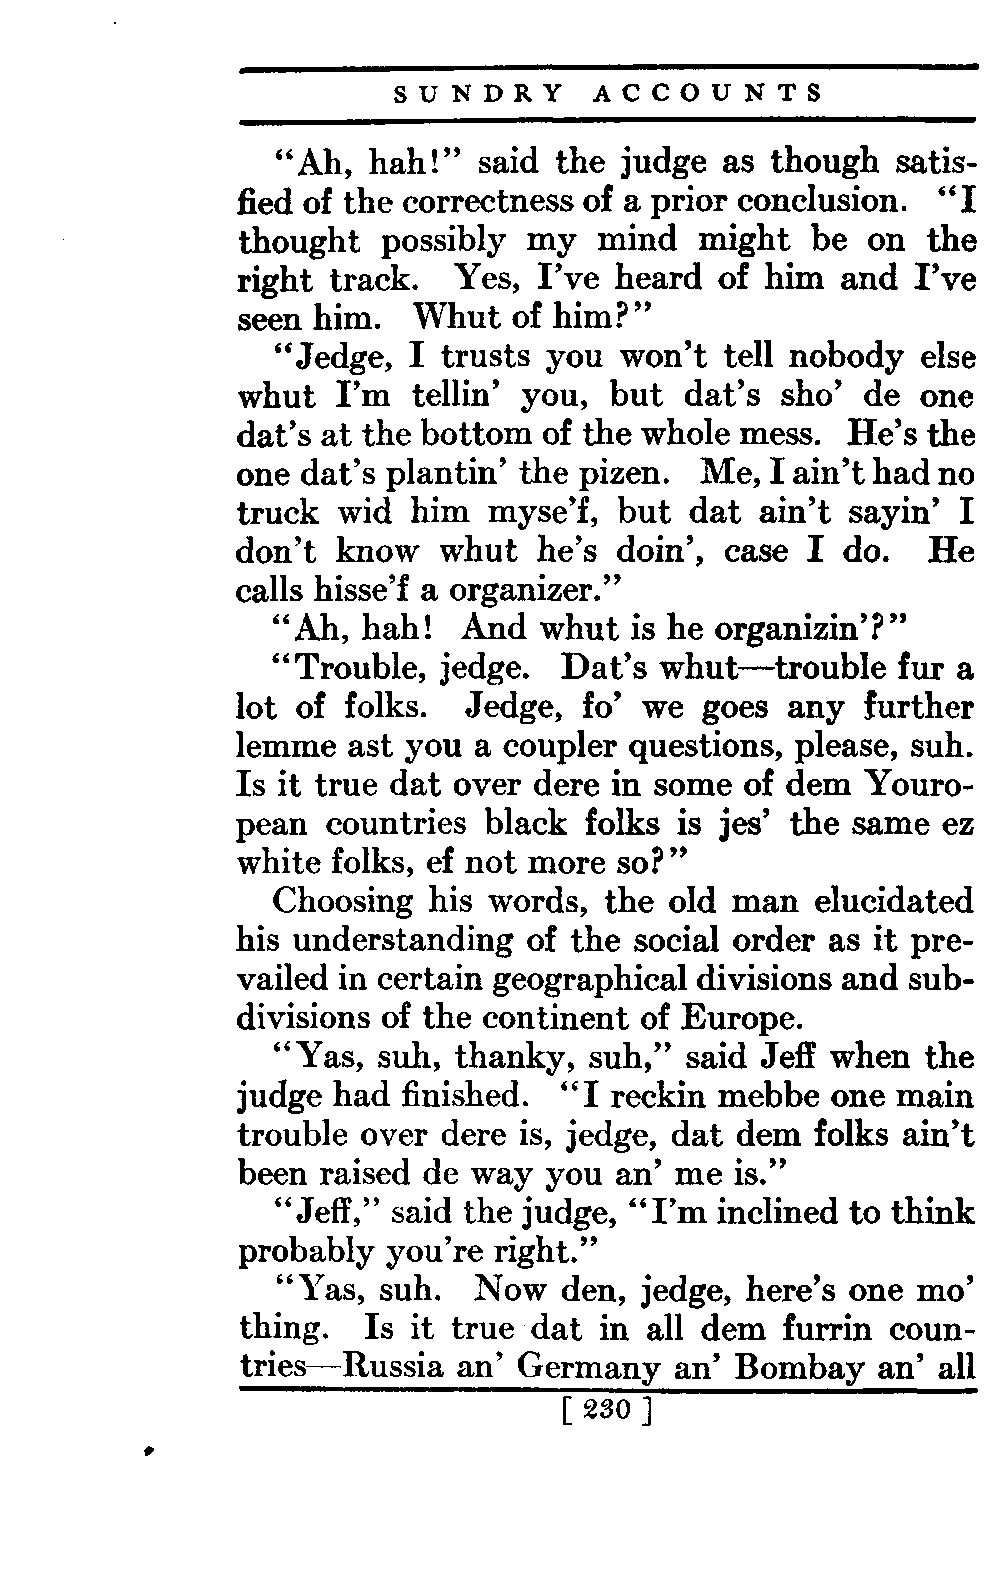 SUNDRY ACCOUNTS
“Ah, hah!” said the judge as though satis-
fied of the correctness of a prior conclusion. “I
thought possibly my mind might be on the
right track. Yes, I’ve heard of him and I’ve
seen him. Whut of him?”
“Jedge, I trusts you won’t tell nobody else
whut I’m tellin’ you, but dat’s sho’ de one
dat’s at the bottom of the whole mess. He’s the
one dat’s plantin’ the pizen. Me, I ain’t had no
truck wid him myse’f, but dat ain’t sayin’ I
don’t know whut he’s doin’, case I do. He
calls hisse’f a organizer.”
“Ah, hah! And whut is he organizin’?”
“Trouble, jedge. Dat’s whut—trouble fur a
lot of folks. Jedge, fo’ we goes any further
lemme ast you a coupler questions, please, suh.
Is it true dat over dere in some of dem Youro-
pean countries black folks is jes’ the same ez
white folks, ef not more so?”
Choosing his words, the old man elucidated
his understanding of the social order as it pre-
vailed in certain geographical divisions and sub-
divisions of the continent of Europe.
“Yas, suh, thanky, suh,” said Jeff when the
judge had finished. “I reckin mebbe one main
trouble over dere is, jedge, dat dem folks ain’t
been raised de way you an’ me is.”
“Jeff,” said the judge, “I’m inclined to think
probably you’re right.”
“Yas, suh. Now den, jedge, here’s one mo’
thing. Is it true dat in all dem furrin coun-
tries—Russia an’ Germany an’ Bombay an’ all
[ 230 ]